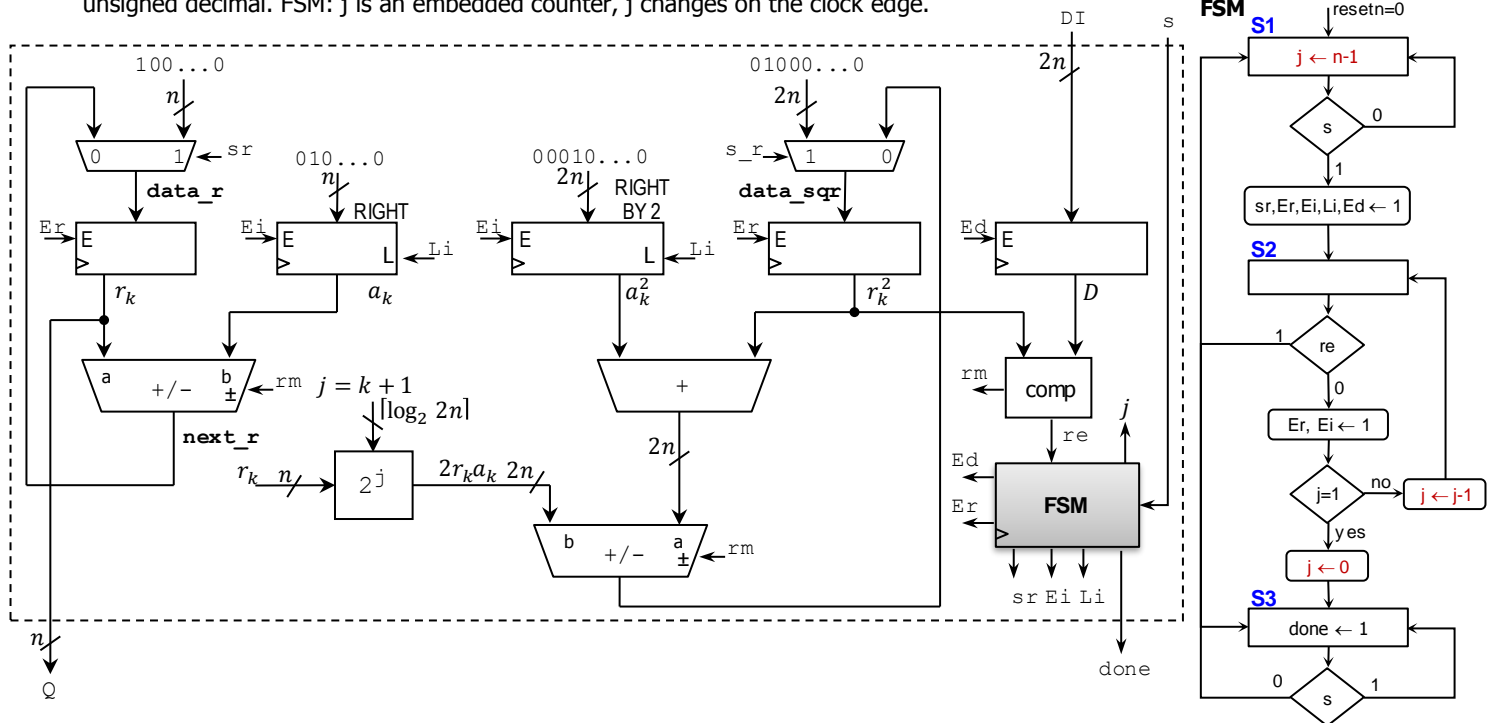 unsigned decimal. FSM: j is an embedded counter, j changes on the clock edge.
DI
s
FSM
resetn=0
S1
100...0
01000...0
2n
j ← n-1
n
2n
s
0
0 1
sr
010...0
00010...0
s_r
1 0
1
data_r
n
RIGHT
2n
RIGHT
BY 2
data_sqr
sr,Er,Ei,Li,Ed ← 1
Er
E
Ei
E
L
Li
Ei
E
L
Li
Er
E
Ed
E
S2
r_k
a_k
a_k^2
r_k^2
D
1
re
0
a
+/-
b
±
rm
j = k + 1
⌈log_2 2n⌉
+
rm
comp
j
Er, Ei ← 1
next_r
re
r_k
n
2^j
2r_k a_k
2n
2n
Ed
Er
FSM
j=1
no
j ← j-1
yes
b
+/-
a
±
rm
j ← 0
sr Ei Li
S3
done ← 1
n
Q
done
0
s
1